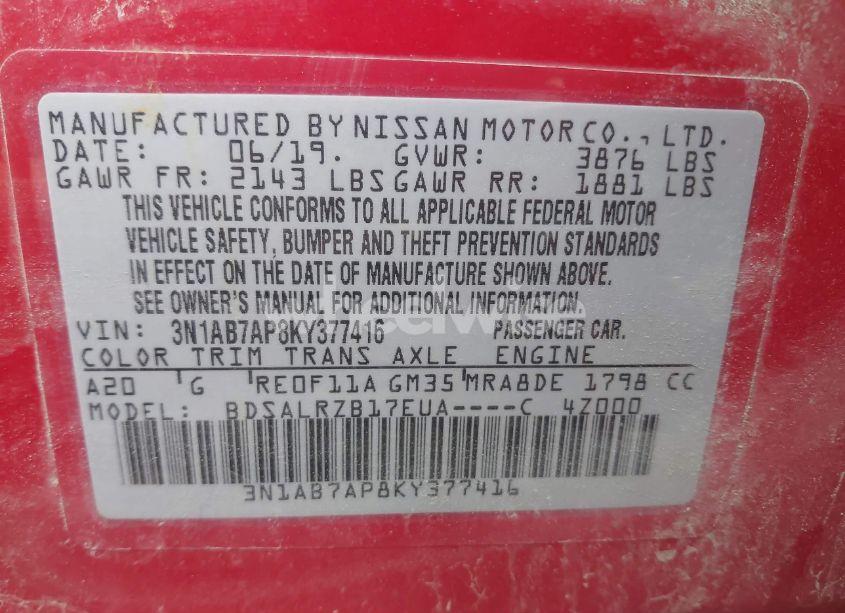 MANUFACTURED BY NISSAN MOTOR CO., LTD.
DATE: 06/19. GVWR: 3876 LBS
GAWR FR: 2143 LBS GAWR RR: 1881 LBS
THIS VEHICLE CONFORMS TO ALL APPLICABLE FEDERAL MOTOR
VEHICLE SAFETY, BUMPER AND THEFT PREVENTION STANDARDS
IN EFFECT ON THE DATE OF MANUFACTURE SHOWN ABOVE.
SEE OWNER'S MANUAL FOR ADDITIONAL INFORMATION.
VIN: 3N1AB7AP8KY377416 PASSENGER CAR.
COLOR TRIM TRANS AXLE ENGINE
A20 G RE0F11A GM35 MRA8DE 1798 CC
MODEL: BDSALRZB17EUA----C 4Z000
3N1AB7AP8KY377416